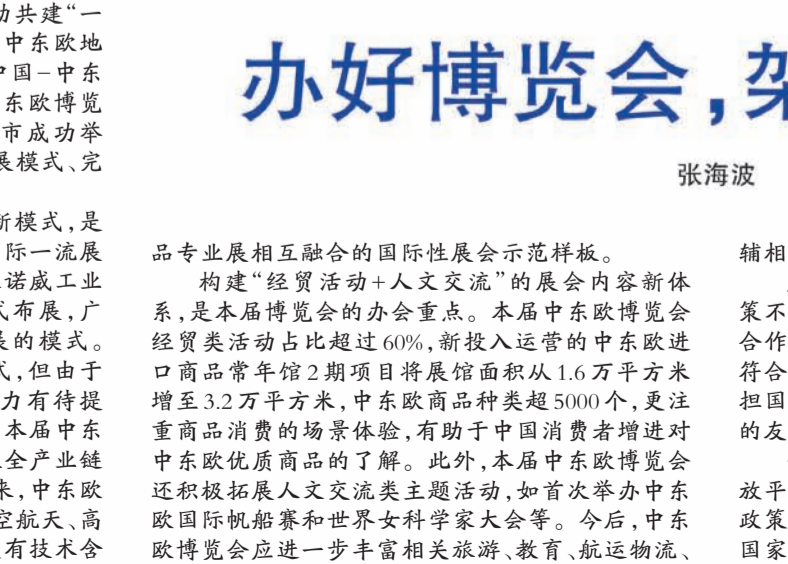 办好博览会，架
张海波
共建“一
中东欧地
中国－中东
东欧博览
市成功举
展模式、完
新模式，是
际一流展
诺威工业
式布展，广
展的模式。
式，但由于
力有待提
本届中东
全产业链
来，中东欧
空航天、高
有技术含
品专业展相互融合的国际性展会示范样板。
构建“经贸活动+人文交流”的展会内容新体
系，是本届博览会的办会重点。本届中东欧博览会
经贸类活动占比超过60%，新投入运营的中东欧进
口商品常年馆2期项目将展馆面积从1.6万平方米
增至3.2万平方米，中东欧商品种类超5000个，更注
重商品消费的场景体验，有助于中国消费者增进对
中东欧优质商品的了解。此外，本届中东欧博览会
还积极拓展人文交流类主题活动，如首次举办中东
欧国际帆船赛和世界女科学家大会等。今后，中东
欧博览会应进一步丰富相关旅游、教育、航运物流、
辅相
策不
合作
符合
担国
的友
放平
政策
国家